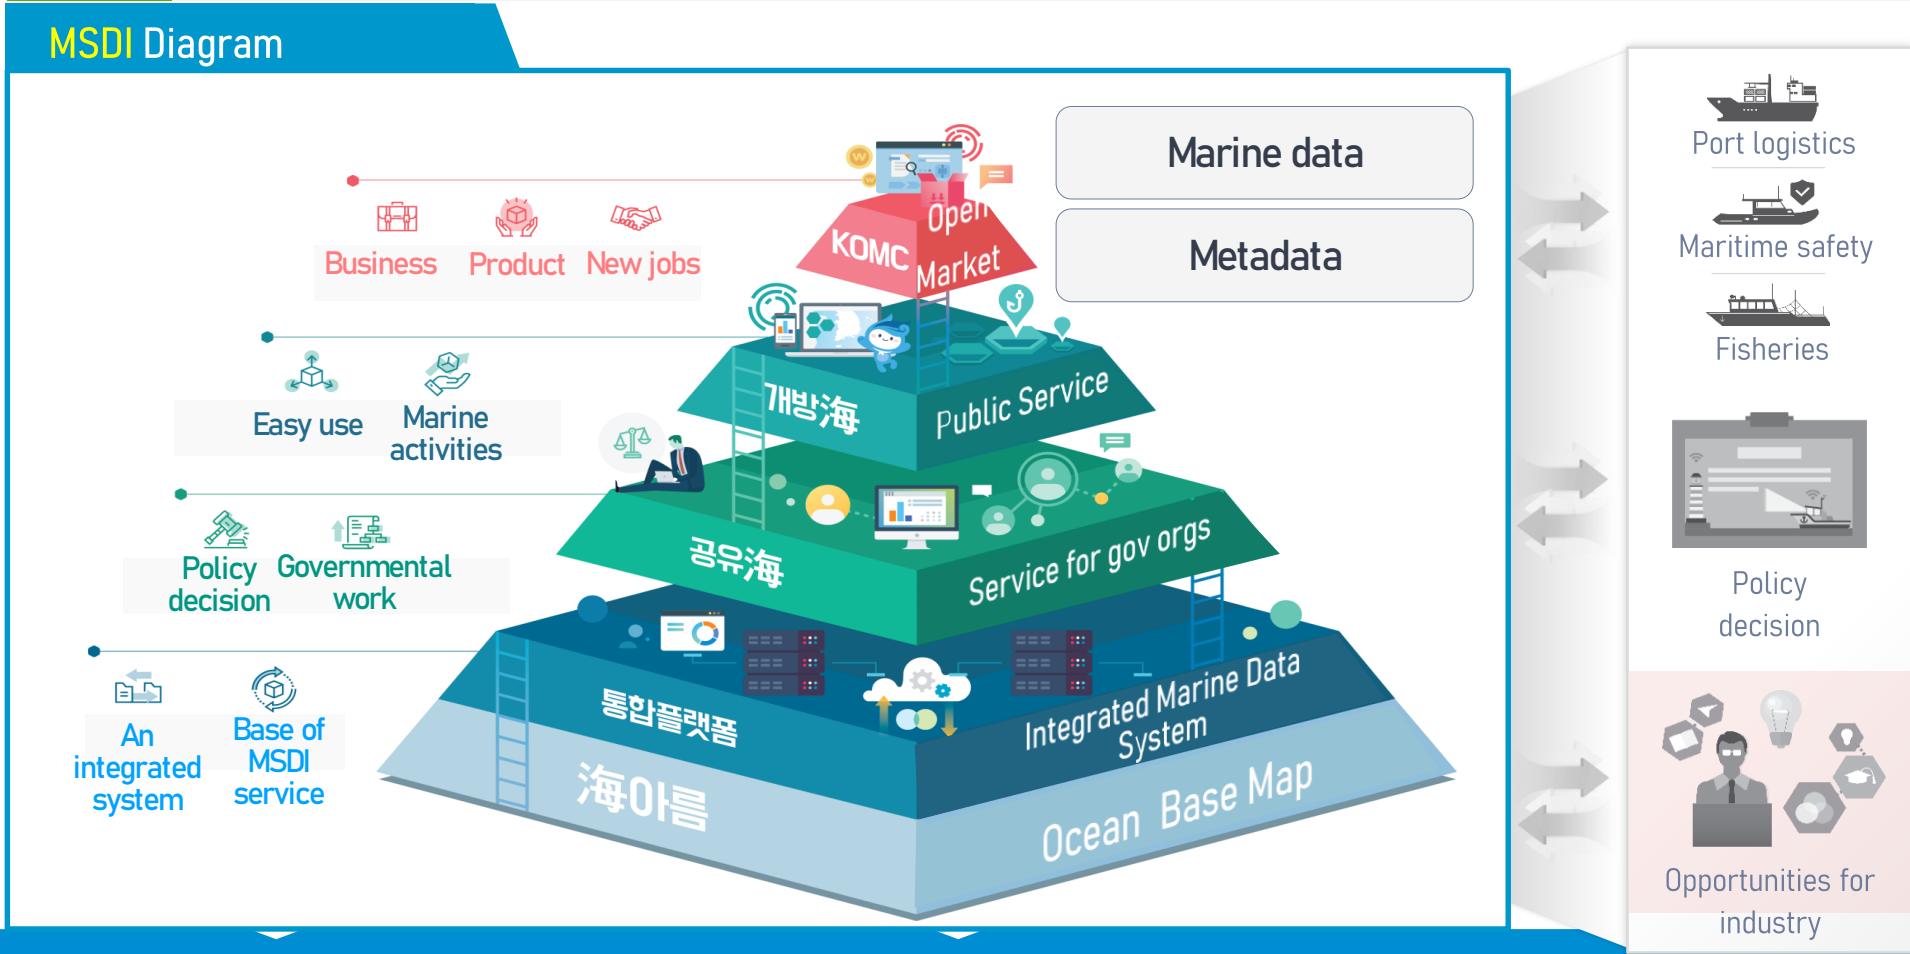 MSDI Diagram
Marine data
Metadata
KOMC
Open
Market
Business
Product
New jobs
개방海
Public Service
Easy use
Marine
activities
공유海
Service for gov orgs
Policy
decision
Governmental
work
통합플랫폼
Integrated Marine Data
System
An
integrated
system
Base of
MSDI
service
海아름
Ocean Base Map
Port logistics
Maritime safety
Fisheries
Policy
decision
Opportunities for
industry